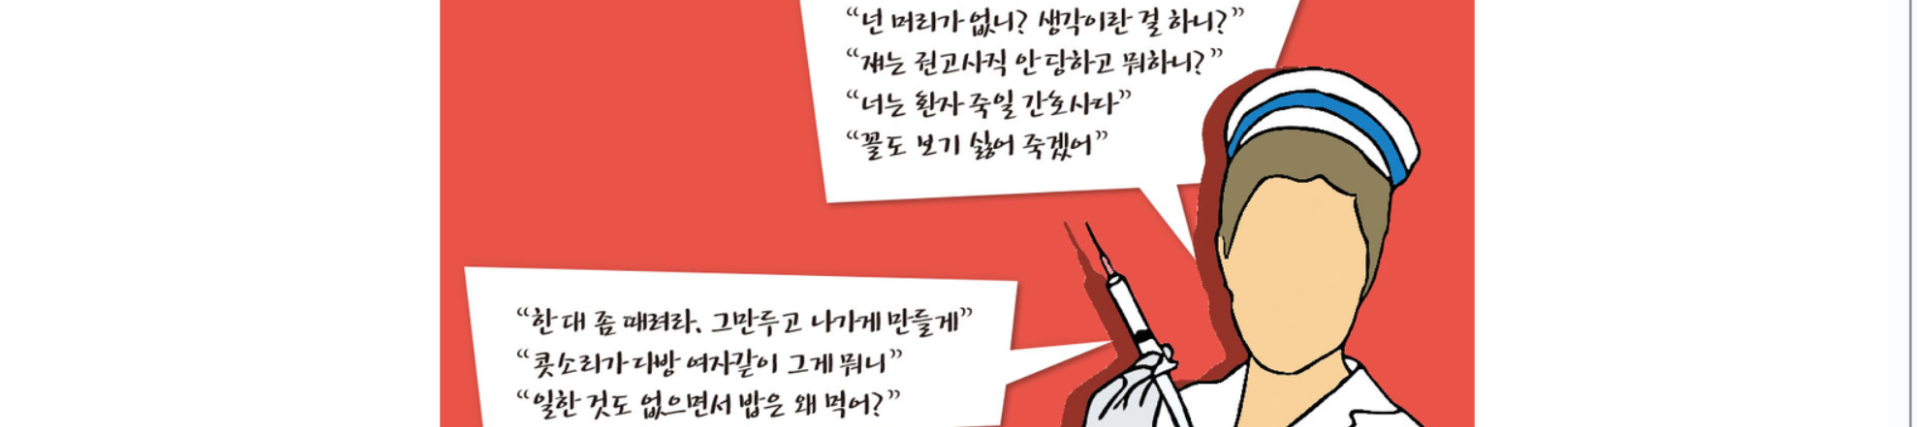 “넌 머리가 없니? 생각이란 걸 하니?”
“쟤는 권고사직 안 당하고 뭐하니?”
“너는 환자 죽일 간호사다”
“꼴도 보기 싫어 죽겠어”
“한 대 좀 때려라. 그만두고 나가게 만들게”
“콧소리가 다방 여자같이 그게 뭐니”
“일한 것도 없으면서 밥은 왜 먹어?”